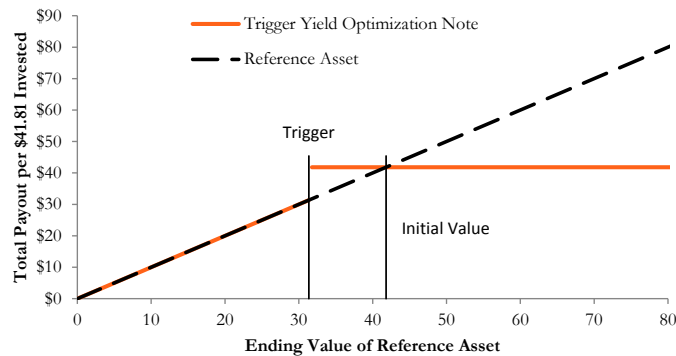 $90
$80
$70
$60
$50
$40
$30
$20
$10
$0
Total Payout per $41.81 Invested
Trigger Yield Optimization Note
Reference Asset
Trigger
Initial Value
0 10 20 30 40 50 60 70 80
Ending Value of Reference Asset